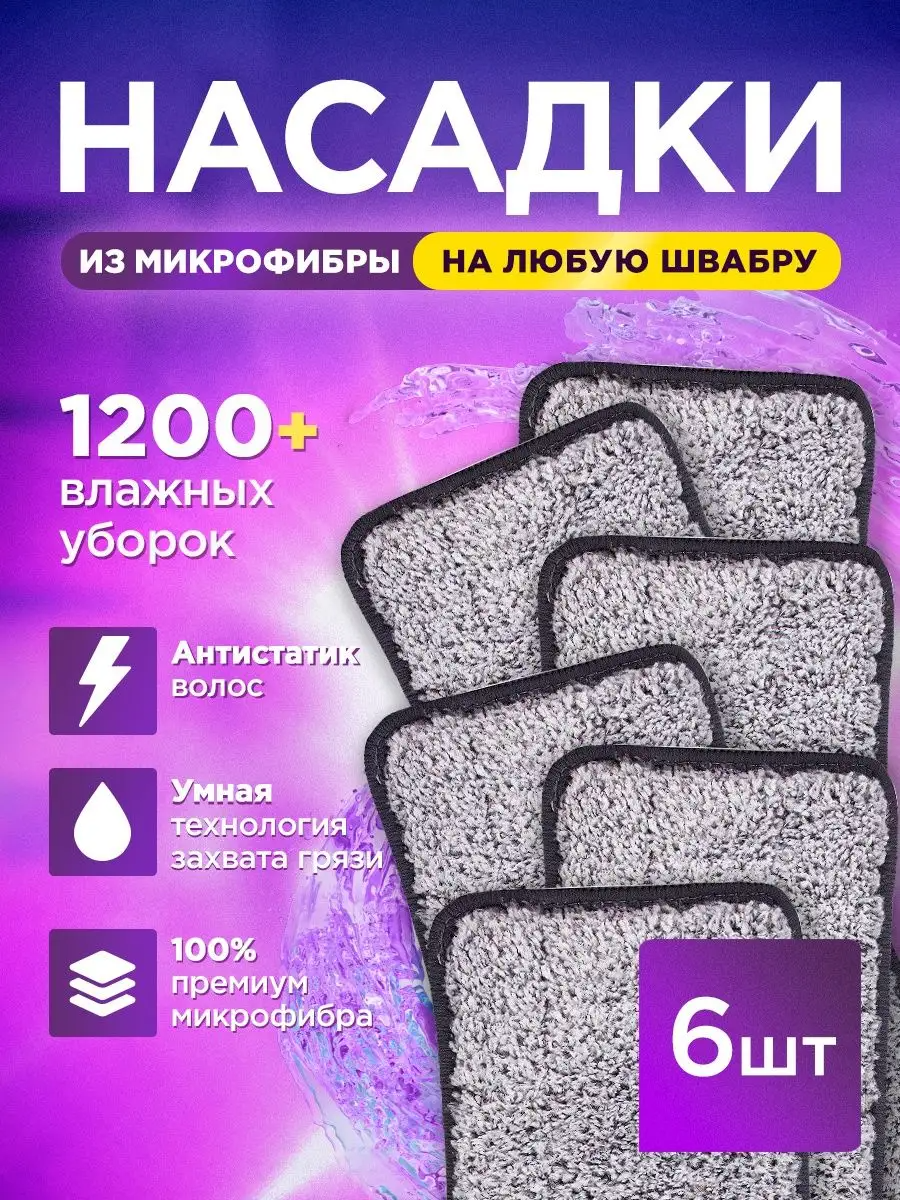 НАСАДКИ
ИЗ МИКРОФИБРЫ НА ЛЮБУЮ ШВАБРУ
1200+
влажных
уборок
Антистатик
волос
Умная
технология
захвата грязи
100%
премиум
микрофибра
6шт